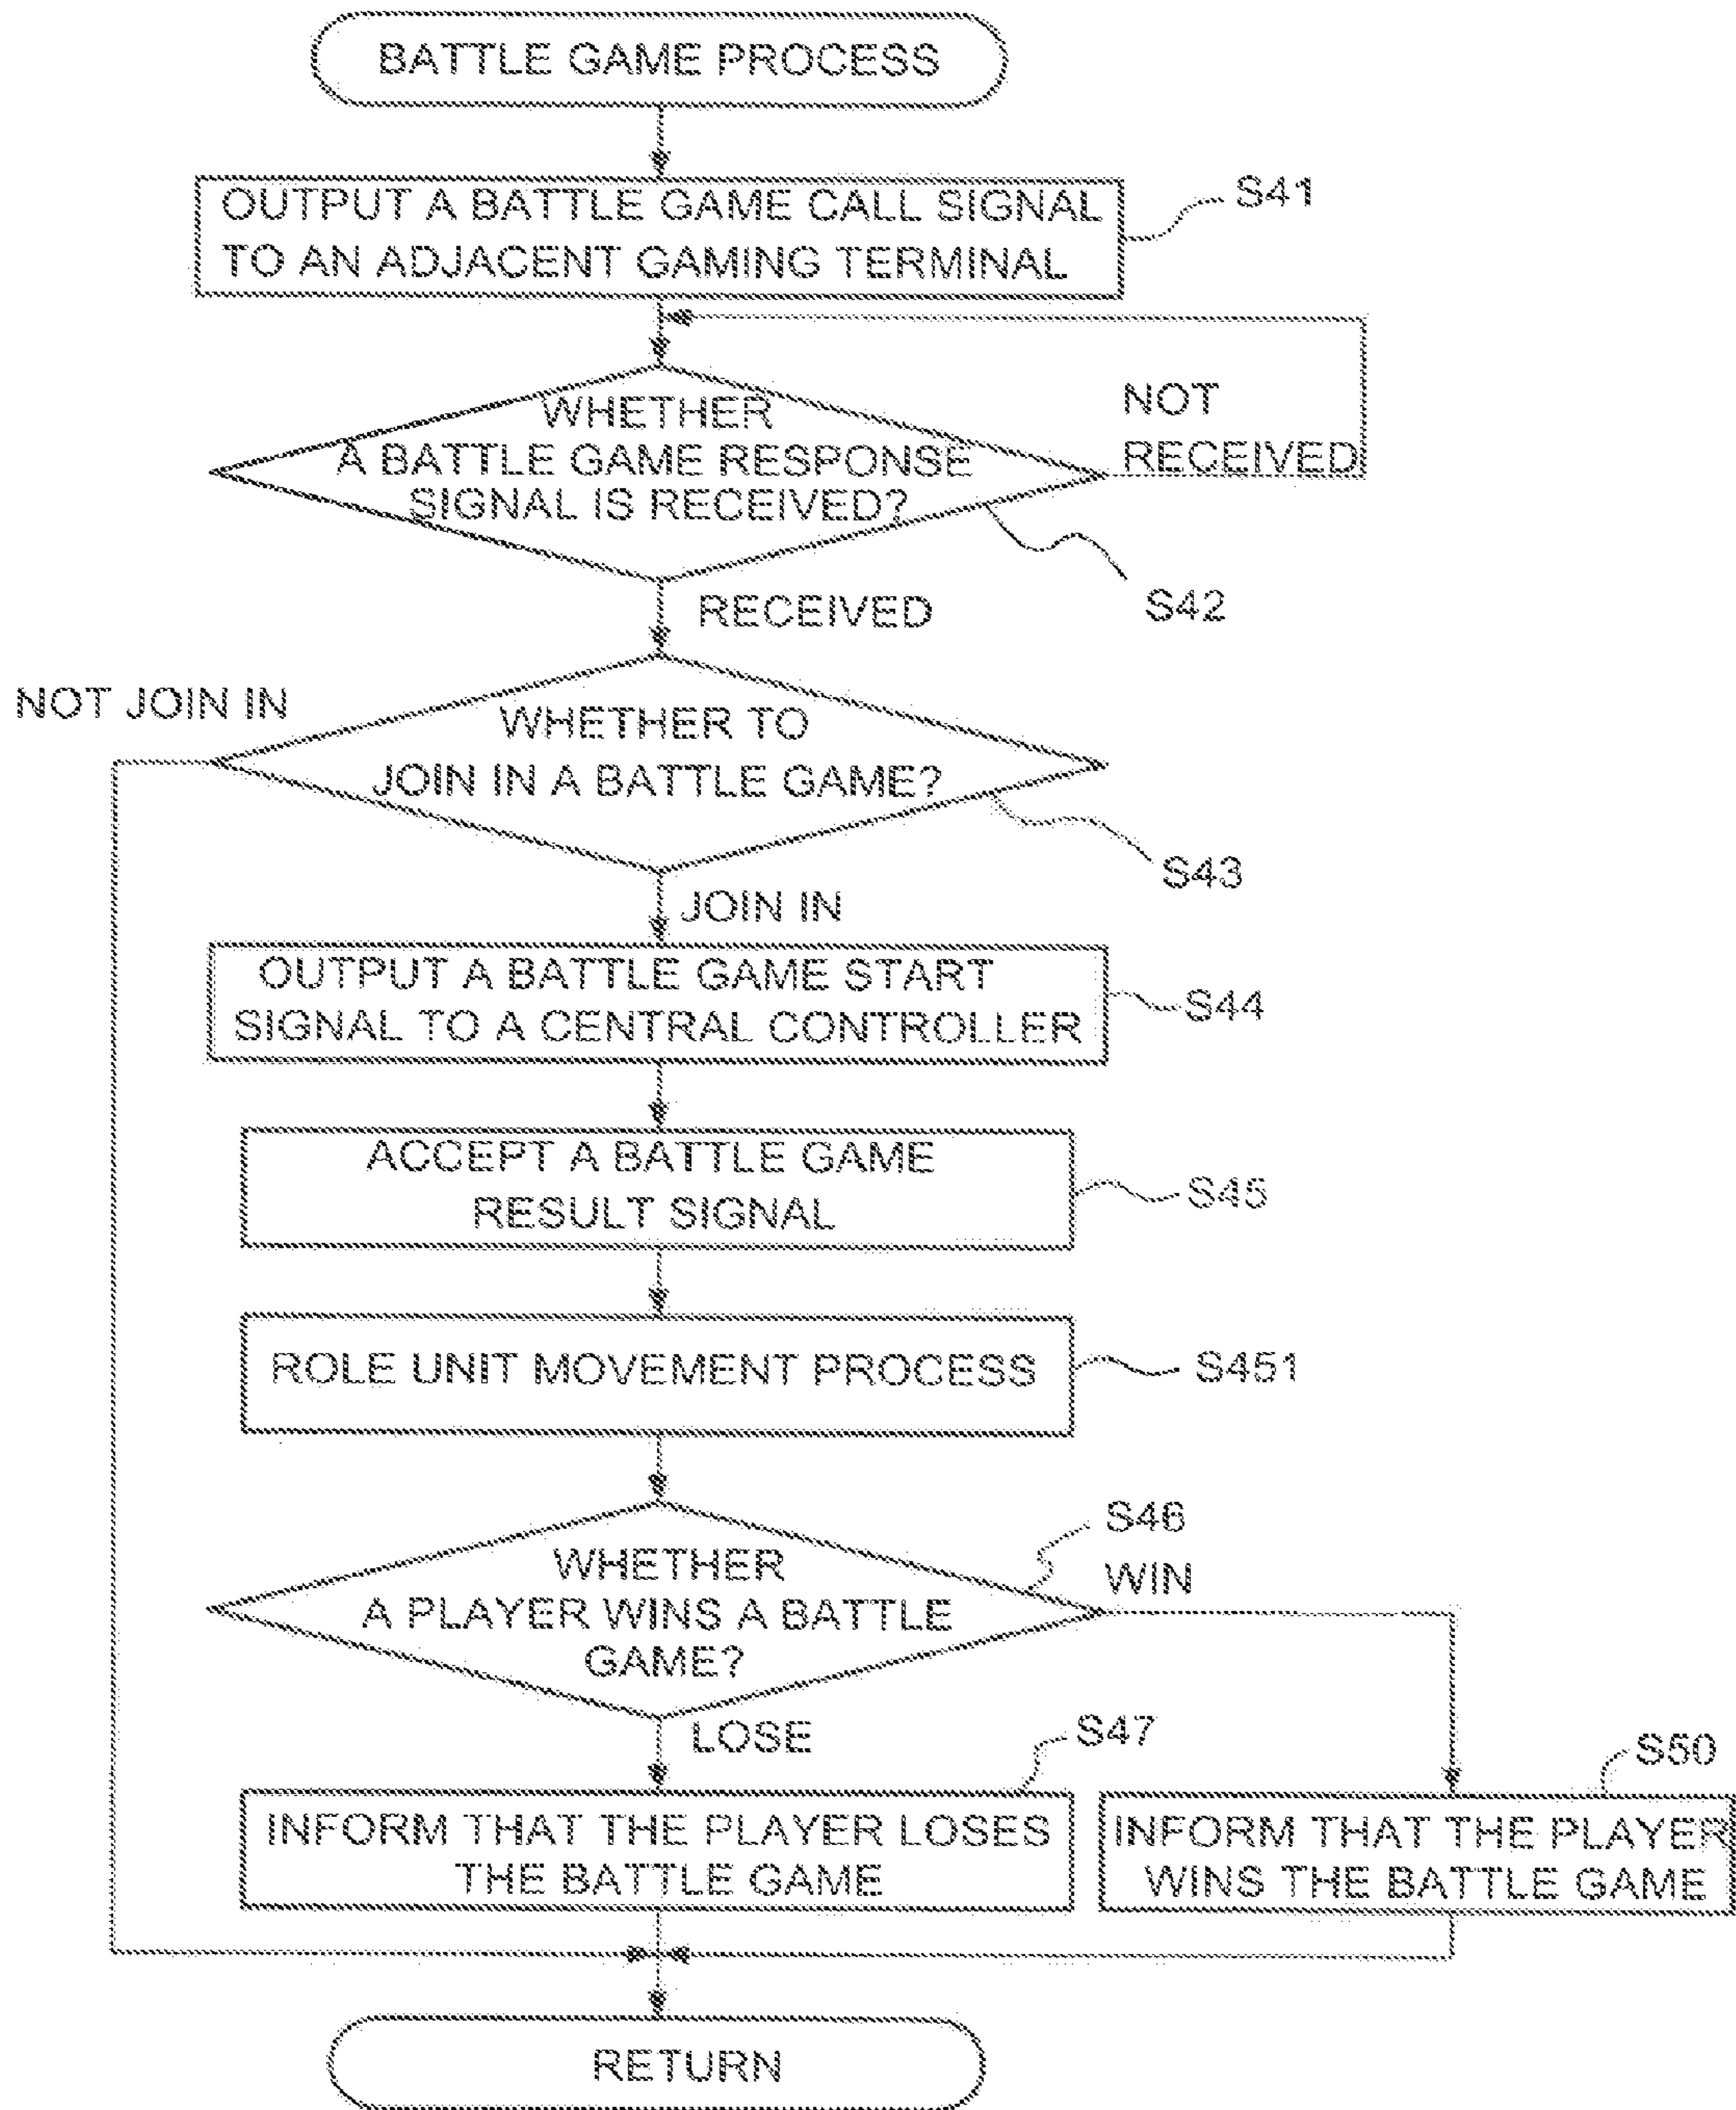 BATTLE GAME PROCESS
OUTPUT A BATTLE GAME CALL SIGNAL
TO AN ADJACENT GAMING TERMINAL
S41
WHETHER
A BATTLE GAME RESPONSE
SIGNAL IS RECEIVED?
NOT
RECEIVED
S42
RECEIVED
NOT JOIN IN
WHETHER TO
JOIN IN A BATTLE GAME?
S43
JOIN IN
OUTPUT A BATTLE GAME START
SIGNAL TO A CENTRAL CONTROLLER
S44
ACCEPT A BATTLE GAME
RESULT SIGNAL
S45
ROLE UNIT MOVEMENT PROCESS
S451
S46
WHETHER
A PLAYER WINS A BATTLE
GAME?
WIN
LOSE
S47
S50
INFORM THAT THE PLAYER LOSES
THE BATTLE GAME
INFORM THAT THE PLAYER
WINS THE BATTLE GAME
RETURN